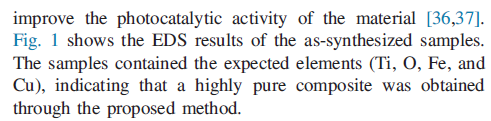 improve the photocatalytic activity of the material [36,37].
Fig. 1 shows the EDS results of the as-synthesized samples.
The samples contained the expected elements (Ti, O, Fe, and
Cu), indicating that a highly pure composite was obtained
through the proposed method.